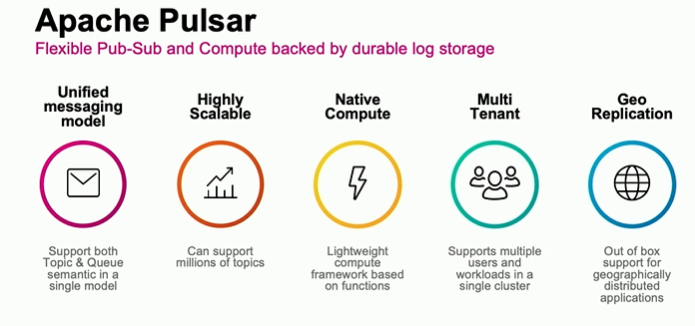 Apache Pulsar
Flexible Pub-Sub and Compute backed by durable log storage
Unified
messaging
model
Highly
Scalable
Native
Compute
Multi
Tenant
Geo
Replication
Support both
Topic & Queue
semantic in a
single model
Can support
millions of topics
Lightweight
compute
framework based
on functions
Supports multiple
users and
workloads in a
single cluster
Out of box
support for
geographically
distributed
applications